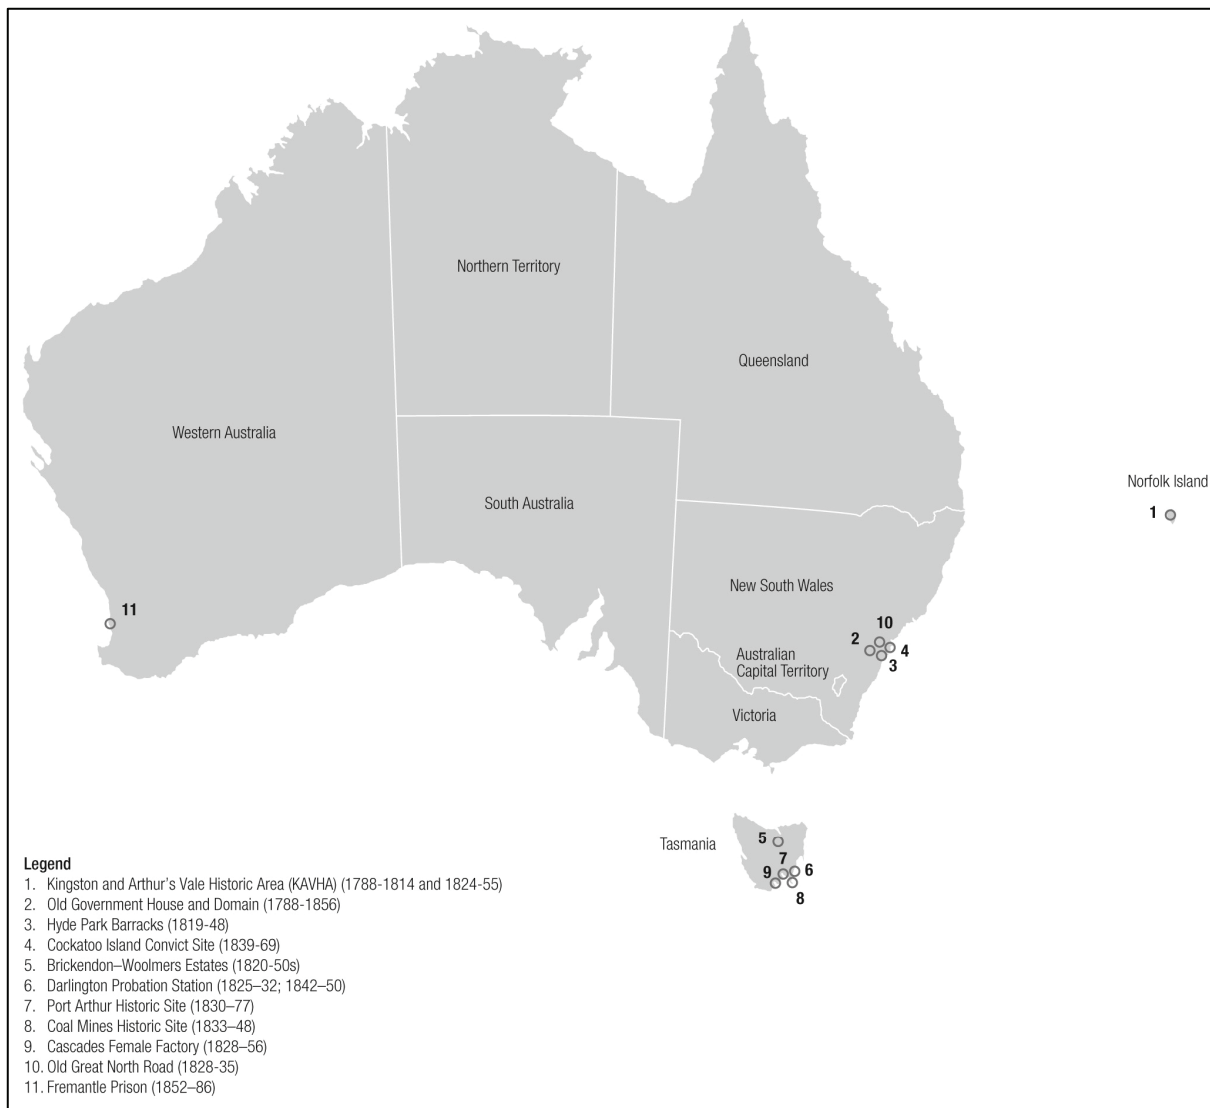 Northern Territory
Queensland
Western Australia
Norfolk Island
South Australia
1
New South Wales
11
10
2
4
Australian
Capital Territory
3
Victoria
5
Tasmania
7
6
9
8
Legend
1. Kingston and Arthur's Vale Historic Area (KAVHA) (1788-1814 and 1824-55)
2. Old Government House and Domain (1788-1856)
3. Hyde Park Barracks (1819-48)
4. Cockatoo Island Convict Site (1839-69)
5. Brickendon–Woolmers Estates (1820-50s)
6. Darlington Probation Station (1825–32; 1842–50)
7. Port Arthur Historic Site (1830–77)
8. Coal Mines Historic Site (1833–48)
9. Cascades Female Factory (1828–56)
10. Old Great North Road (1828-35)
11. Fremantle Prison (1852–86)